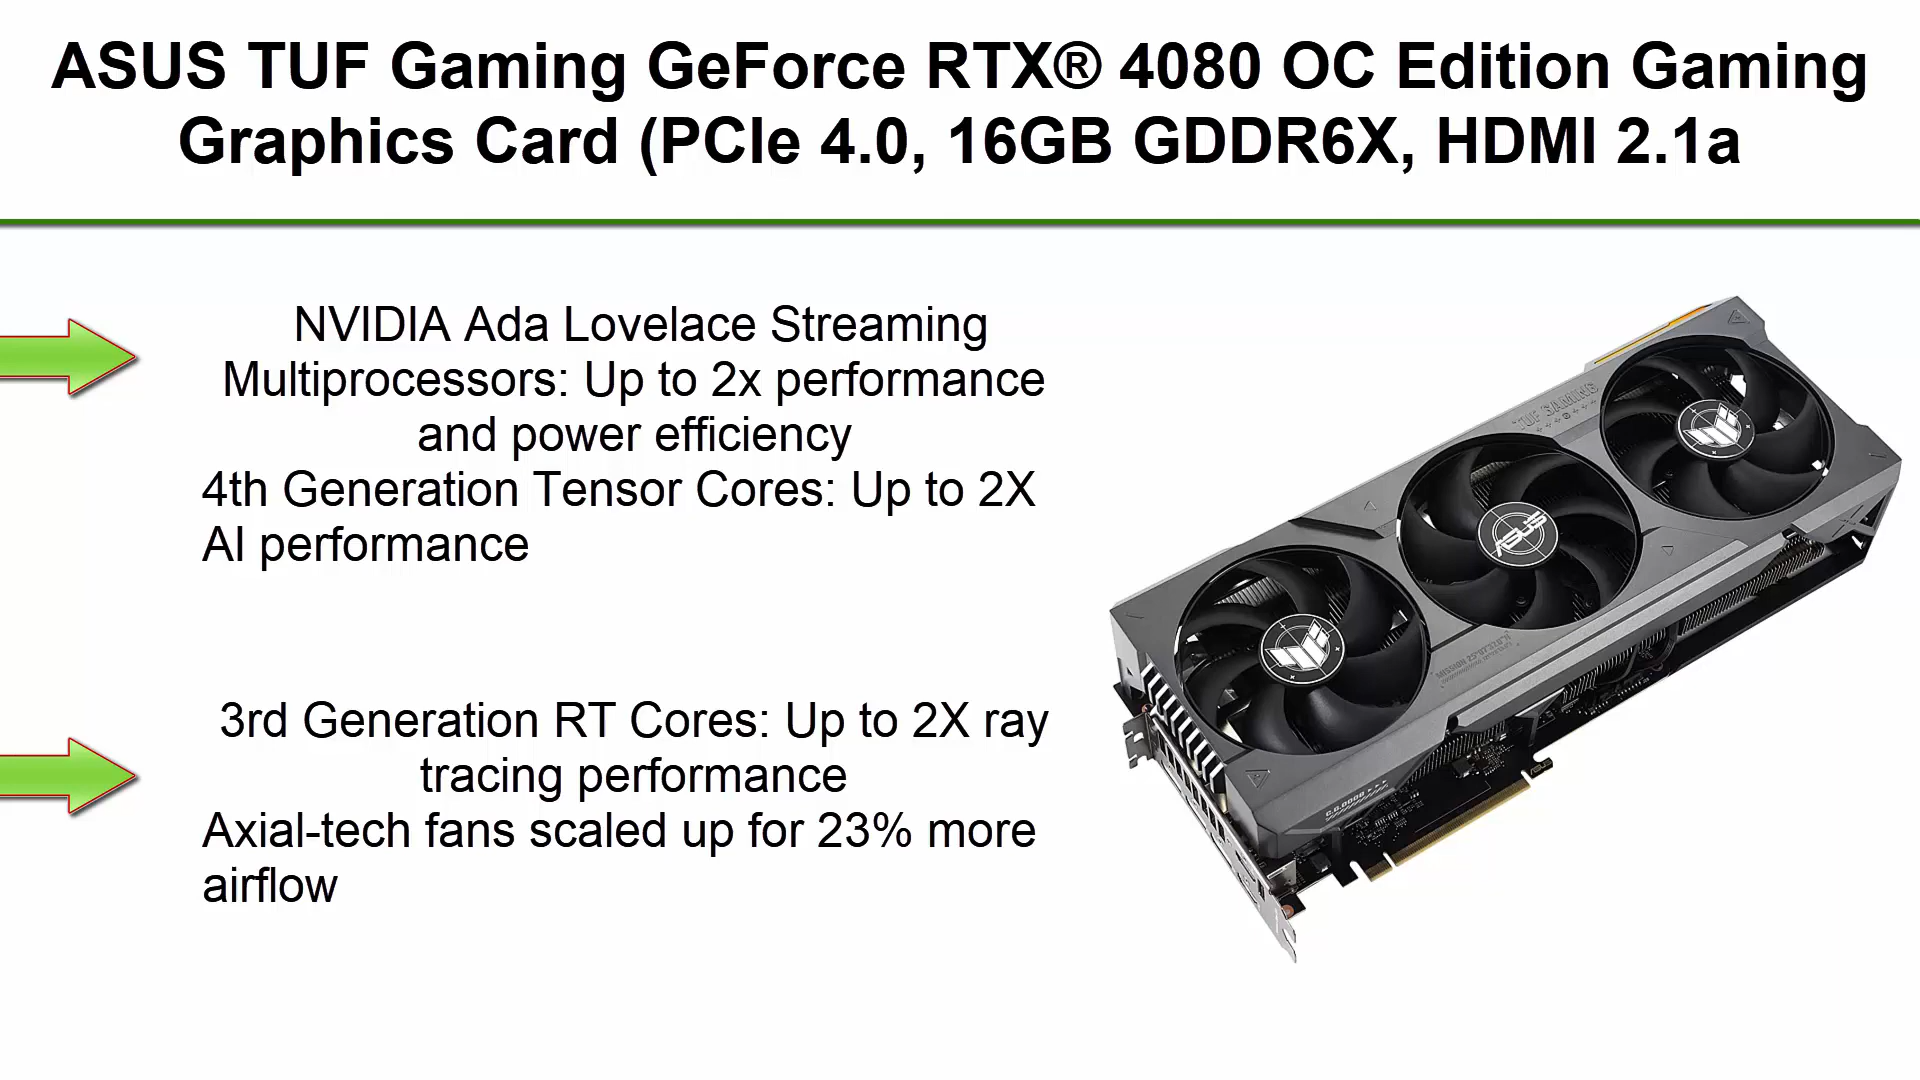 ASUS TUF Gaming GeForce RTX® 4080 OC Edition Gaming
Graphics Card (PCIe 4.0, 16GB GDDR6X, HDMI 2.1a
NVIDIA Ada Lovelace Streaming
Multiprocessors: Up to 2x performance
and power efficiency
4th Generation Tensor Cores: Up to 2X
AI performance
3rd Generation RT Cores: Up to 2X ray
tracing performance
Axial-tech fans scaled up for 23% more
airflow
TUF GAMING
ASUS